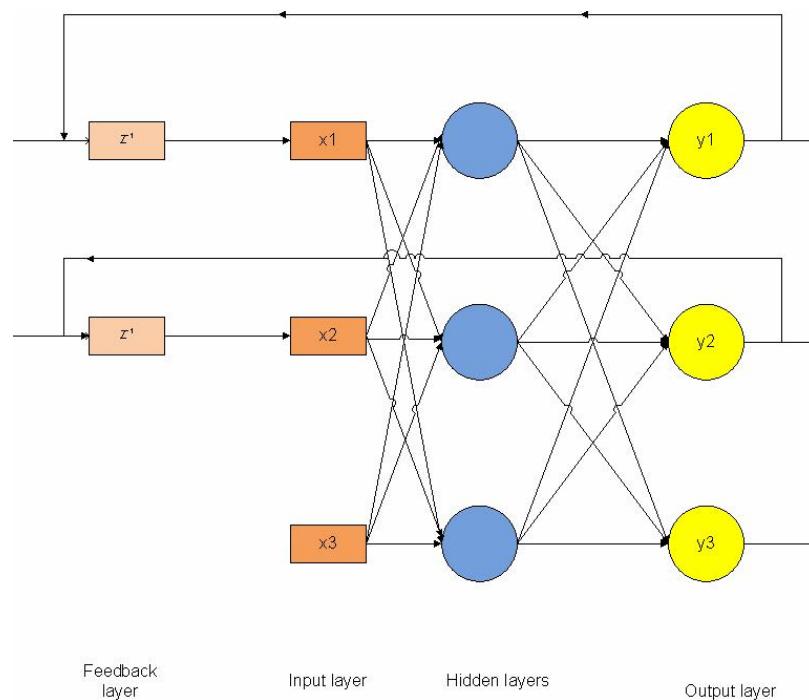 z⁻¹ x1 y1
z⁻¹ x2 y2
x3 y3
Feedback
layer
Input layer
Hidden layers
Output layer